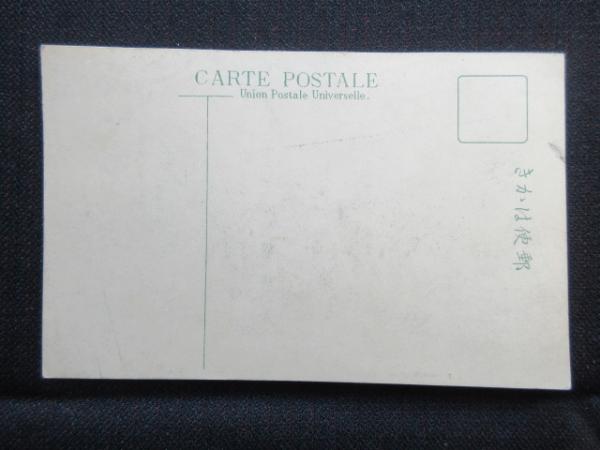 CARTE POSTALE
Union Postale Universelle.
きかは便郵